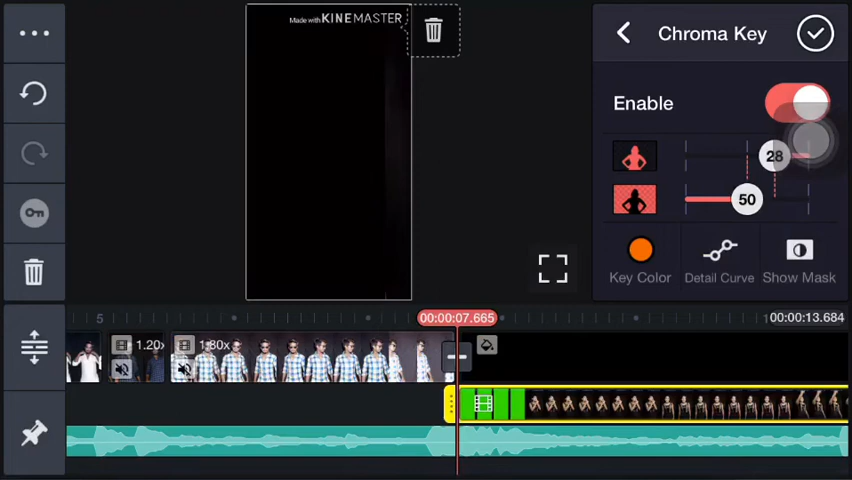 Made with KINEMASTER
Chroma Key
Enable
28
50
Key Color
Detail Curve
Show Mask
5
00:00:07.665
1
00:00:13.684
1.20x
1.80x